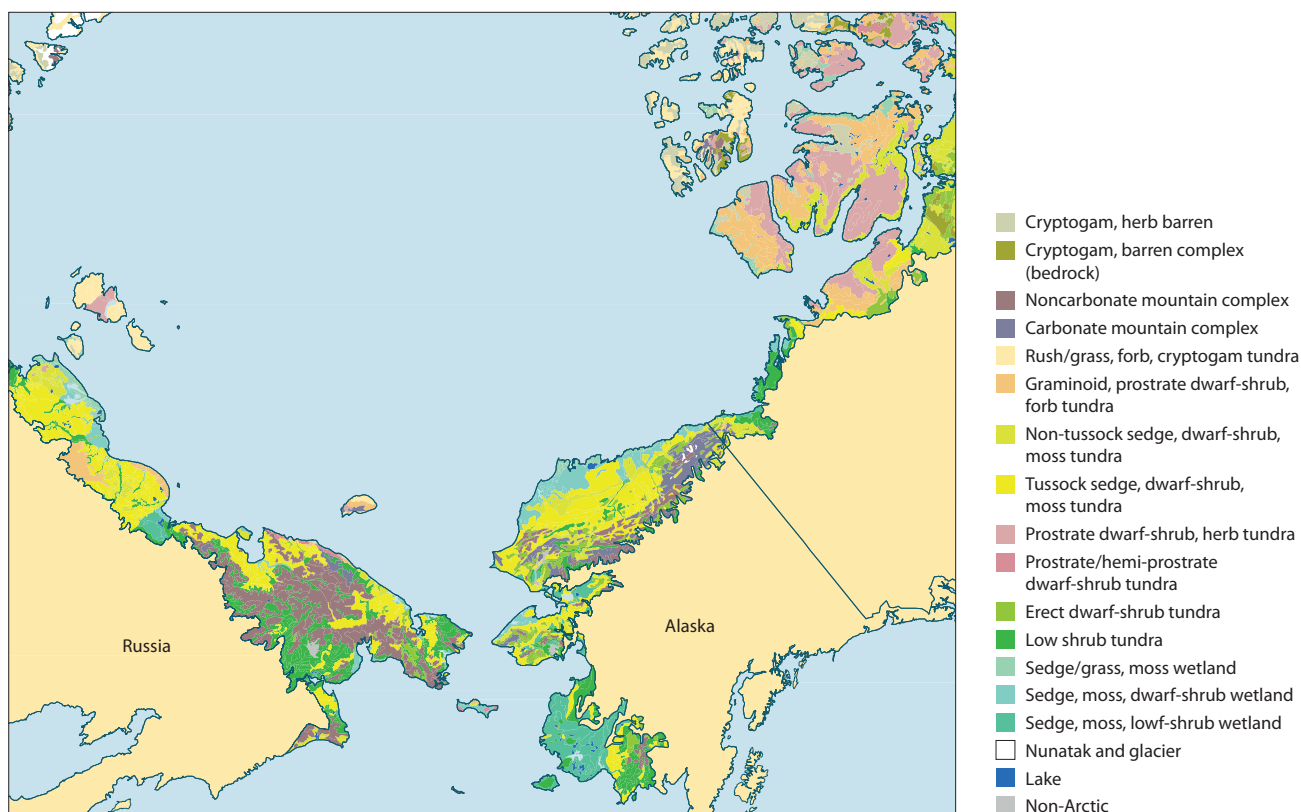 Cryptogam, herb barren
Cryptogam, barren complex
(bedrock)
Noncarbonate mountain complex
Carbonate mountain complex
Rush/grass, forb, cryptogam tundra
Graminoid, prostrate dwarf-shrub,
forb tundra
Non-tussock sedge, dwarf-shrub,
moss tundra
Tussock sedge, dwarf-shrub,
moss tundra
Prostrate dwarf-shrub, herb tundra
Prostrate/hemi-prostrate
dwarf-shrub tundra
Erect dwarf-shrub tundra
Low shrub tundra
Sedge/grass, moss wetland
Sedge, moss, dwarf-shrub wetland
Sedge, moss, lowf-shrub wetland
Nunatak and glacier
Lake
Non-Arctic
Russia
Alaska